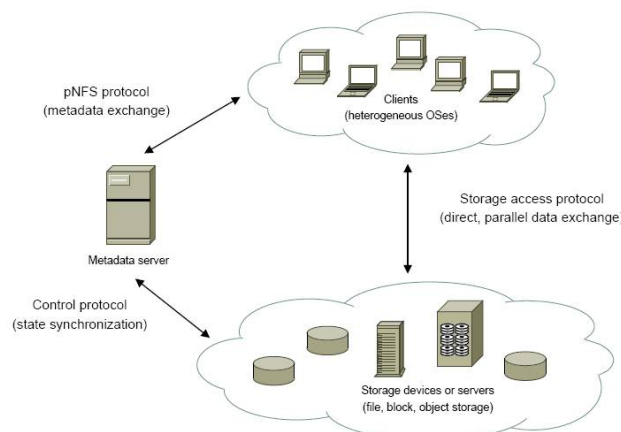 pNFS protocol
(metadata exchange)
Clients
(heterogeneous OSes)
Storage access protocol
(direct, parallel data exchange)
Metadata server
Control protocol
(state synchronization)
Storage devices or servers
(file, block, object storage)